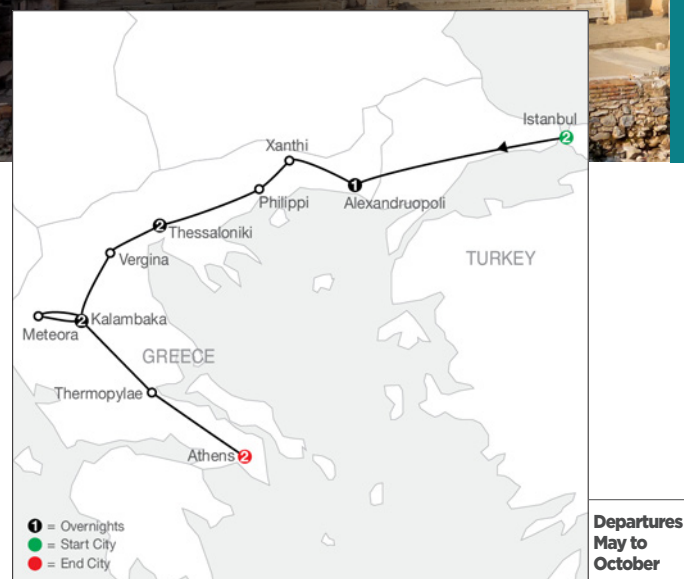 Istanbul
2
Xanthi
1
Philippi
Alexandruopoli
2
Thessaloniki
Vergina
TURKEY
2
Kalambaka
Meteora
GREECE
Thermopylae
Athens 2
1 = Overnights
= Start City
= End City
Departures
May to
October